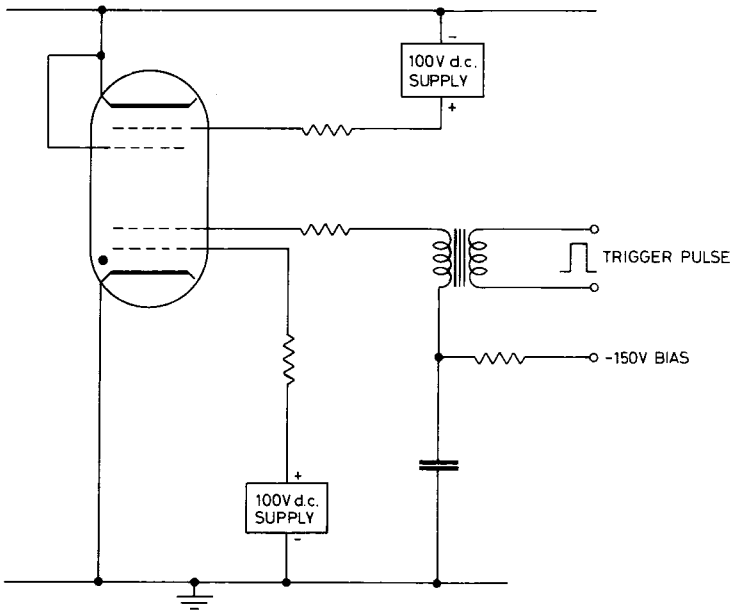 −
100V d.c.
SUPPLY
+
TRIGGER PULSE
-150V BIAS
+
100V d.c.
SUPPLY
−